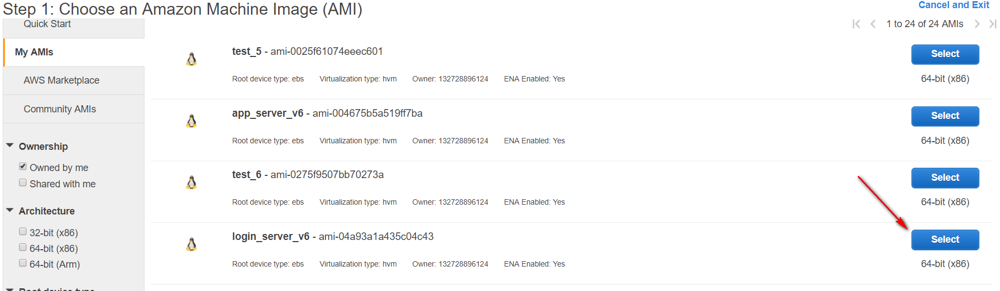 Step 1: Choose an Amazon Machine Image (AMI)
Cancel and Exit
Quick Start
My AMIs
AWS Marketplace
Community AMIs
Ownership
Owned by me
Shared with me
Architecture
32-bit (x86)
64-bit (x86)
64-bit (Arm)
Root device type
1 to 24 of 24 AMIs
test_5 - ami-0025f61074eeec601
Select
Root device type: ebs Virtualization type: hvm Owner: 132728896124 ENA Enabled: Yes
64-bit (x86)
app_server_v6 - ami-004675b5a519ff7ba
Select
Root device type: ebs Virtualization type: hvm Owner: 132728896124 ENA Enabled: Yes
64-bit (x86)
test_6 - ami-0275f9507bb70273a
Select
Root device type: ebs Virtualization type: hvm Owner: 132728896124 ENA Enabled: Yes
64-bit (x86)
login_server_v6 - ami-04a93a1a435c04c43
Select
Root device type: ebs Virtualization type: hvm Owner: 132728896124 ENA Enabled: Yes
64-bit (x86)